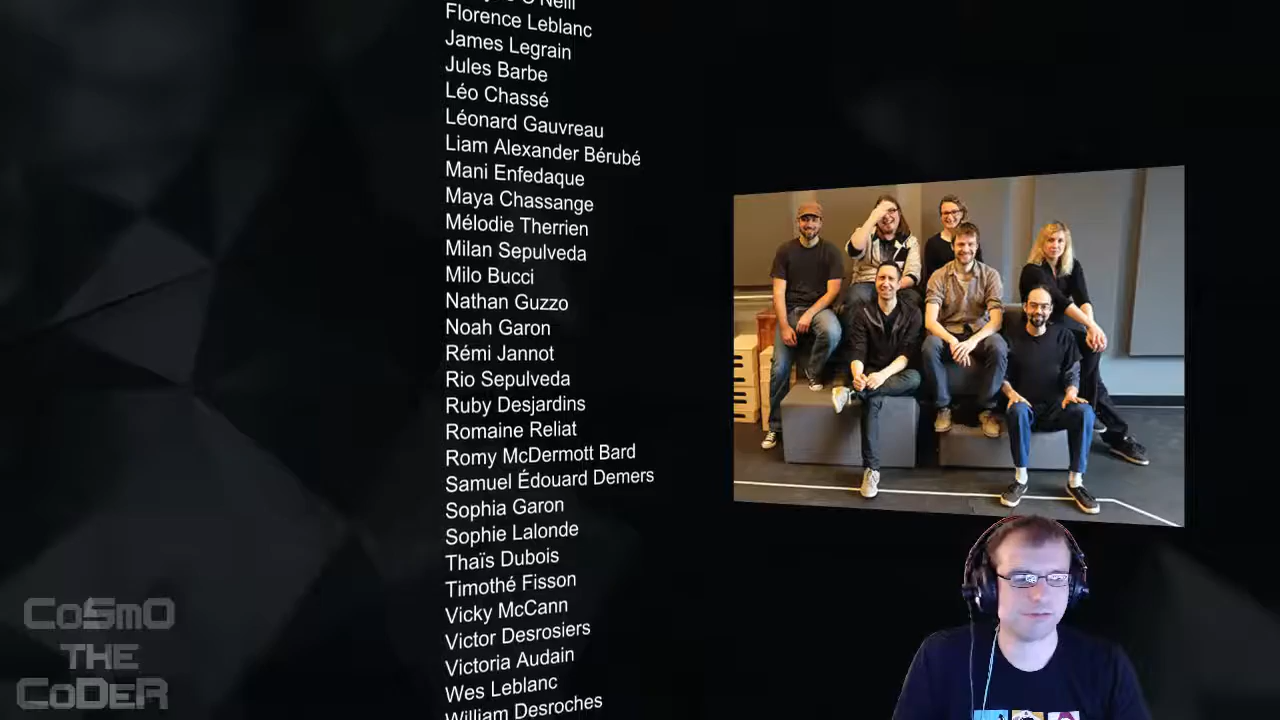 O'Neill
Florence Leblanc
James Legrain
Jules Barbe
Léo Chassé
Léonard Gauvreau
Liam Alexander Bérubé
Mani Enfedaque
Maya Chassange
Mélodie Therrien
Milan Sepulveda
Milo Bucci
Nathan Guzzo
Noah Garon
Rémi Jannot
Rio Sepulveda
Ruby Desjardins
Romaine Reliat
Romy McDermott Bard
Samuel Édouard Demers
Sophia Garon
Sophie Lalonde
Thaïs Dubois
Timothé Fisson
Vicky McCann
Victor Desrosiers
Victoria Audain
Wes Leblanc
William Desroches
CoSmO
THE
CoDeR